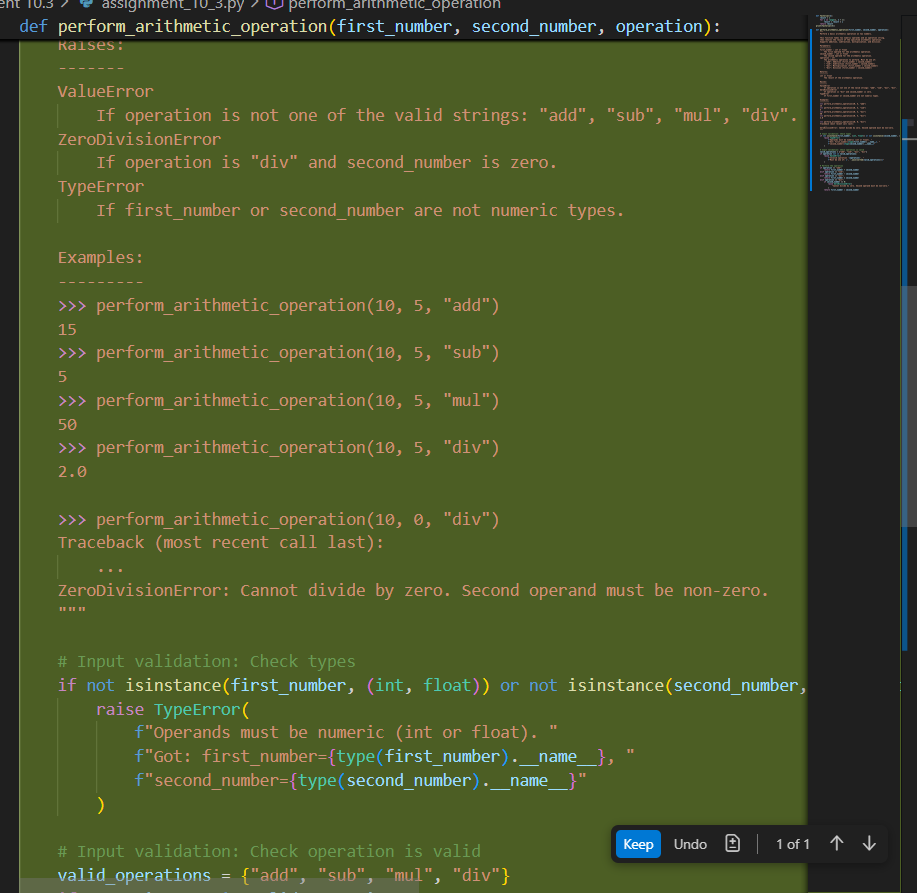 ent 10.3 > assignment_10_3.py > perform_arithmetic_operation
def perform_arithmetic_operation(first_number, second_number, operation):
Raises:
-------
ValueError
If operation is not one of the valid strings: "add", "sub", "mul", "div".
ZeroDivisionError
If operation is "div" and second_number is zero.
TypeError
If first_number or second_number are not numeric types.
Examples:
---------
>>> perform_arithmetic_operation(10, 5, "add")
15
>>> perform_arithmetic_operation(10, 5, "sub")
5
>>> perform_arithmetic_operation(10, 5, "mul")
50
>>> perform_arithmetic_operation(10, 5, "div")
2.0
>>> perform_arithmetic_operation(10, 0, "div")
Traceback (most recent call last):
...
ZeroDivisionError: Cannot divide by zero. Second operand must be non-zero.
"""
# Input validation: Check types
if not isinstance(first_number, (int, float)) or not isinstance(second_number,
raise TypeError(
f"Operands must be numeric (int or float). "
f"Got: first_number={type(first_number).__name__}, "
f"second_number={type(second_number).__name__}"
)
# Input validation: Check operation is valid
valid_operations = {"add", "sub", "mul", "div"}
Keep Undo 1 of 1